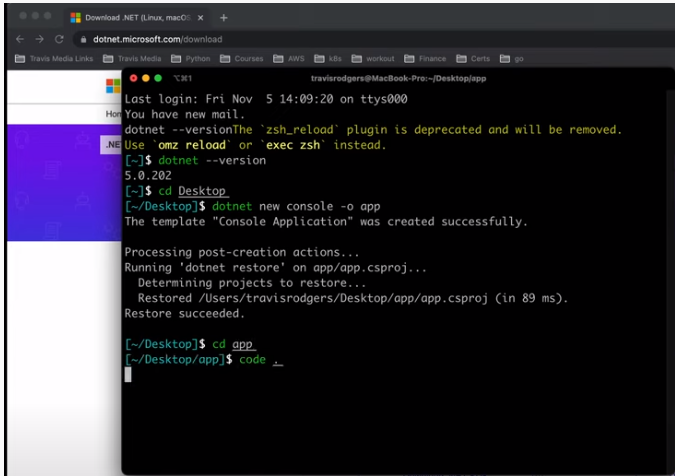 Download .NET (Linux, macOS
dotnet.microsoft.com/download
Travis Media Links Travis Media Python Courses AWS k8s workout Finance Certs go
⌥⌘1 travisrodgers@MacBook-Pro:~/Desktop/app
Hom
.NE
Last login: Fri Nov  5 14:09:20 on ttys000
You have new mail.
dotnet --versionThe `zsh_reload` plugin is deprecated and will be removed.
Use `omz reload` or `exec zsh` instead.
[~]$ dotnet --version
5.0.202
[~]$ cd Desktop
[~/Desktop]$ dotnet new console -o app
The template "Console Application" was created successfully.
Processing post-creation actions...
Running 'dotnet restore' on app/app.csproj...
  Determining projects to restore...
  Restored /Users/travisrodgers/Desktop/app/app.csproj (in 89 ms).
Restore succeeded.
[~/Desktop]$ cd app
[~/Desktop/app]$ code .